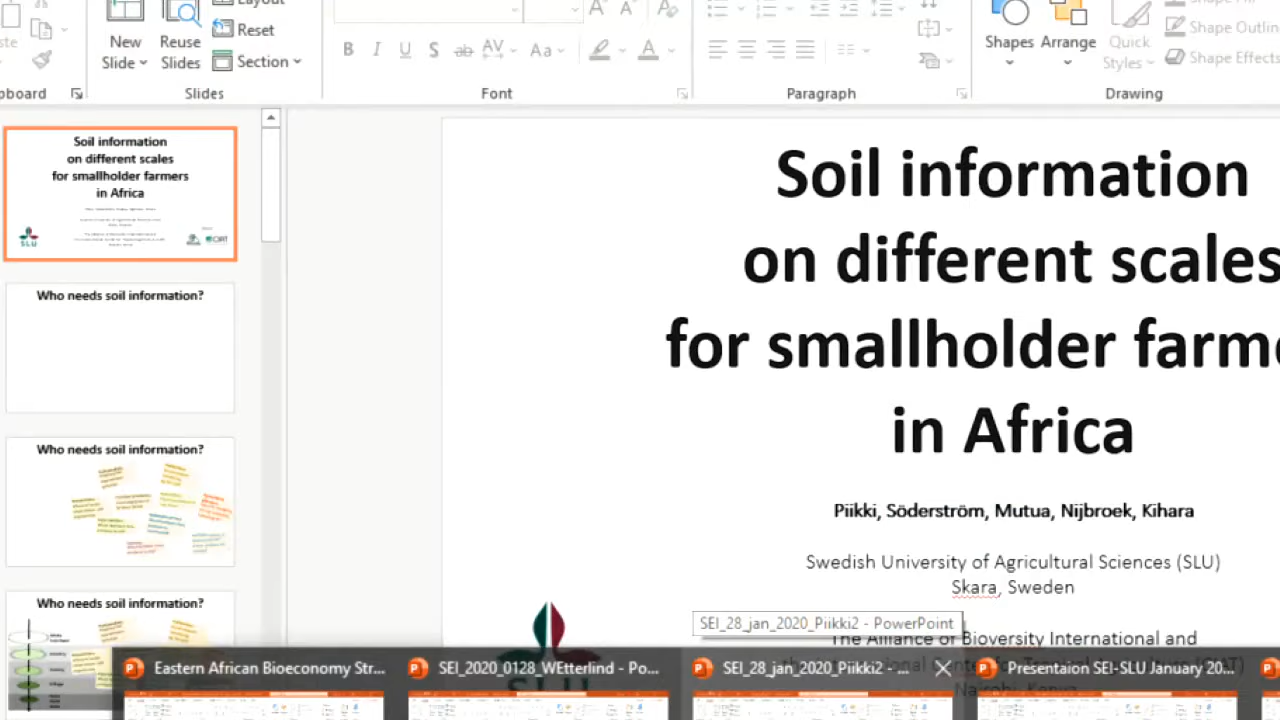 Layout
New
Slide
Reuse
Slides
Reset
Section
Slides
Font
Paragraph
Shapes
Arrange
Quick
Styles
Shape Fill
Shape Outlin
Shape Effects
Drawing
pboard
Soil information
on different scales
for smallholder farmers
in Africa
SLU
CIAT
Who needs soil information?
Who needs soil information?
Who needs soil information?
Soil information
on different scales
for smallholder farme
in Africa
Piikki, Söderström, Mutua, Nijbroek, Kihara
Swedish University of Agricultural Sciences (SLU)
Skara, Sweden
SEI_28_jan_2020_Piikki2 - PowerPoint
The Alliance of Bioversity International and
Eastern African Bioeconomy Str...
SEI_2020_0128_WEtterlind - Po...
SEI_28_jan_2020_Piikki2 - ...
Presentaion SEI-SLU January 20...